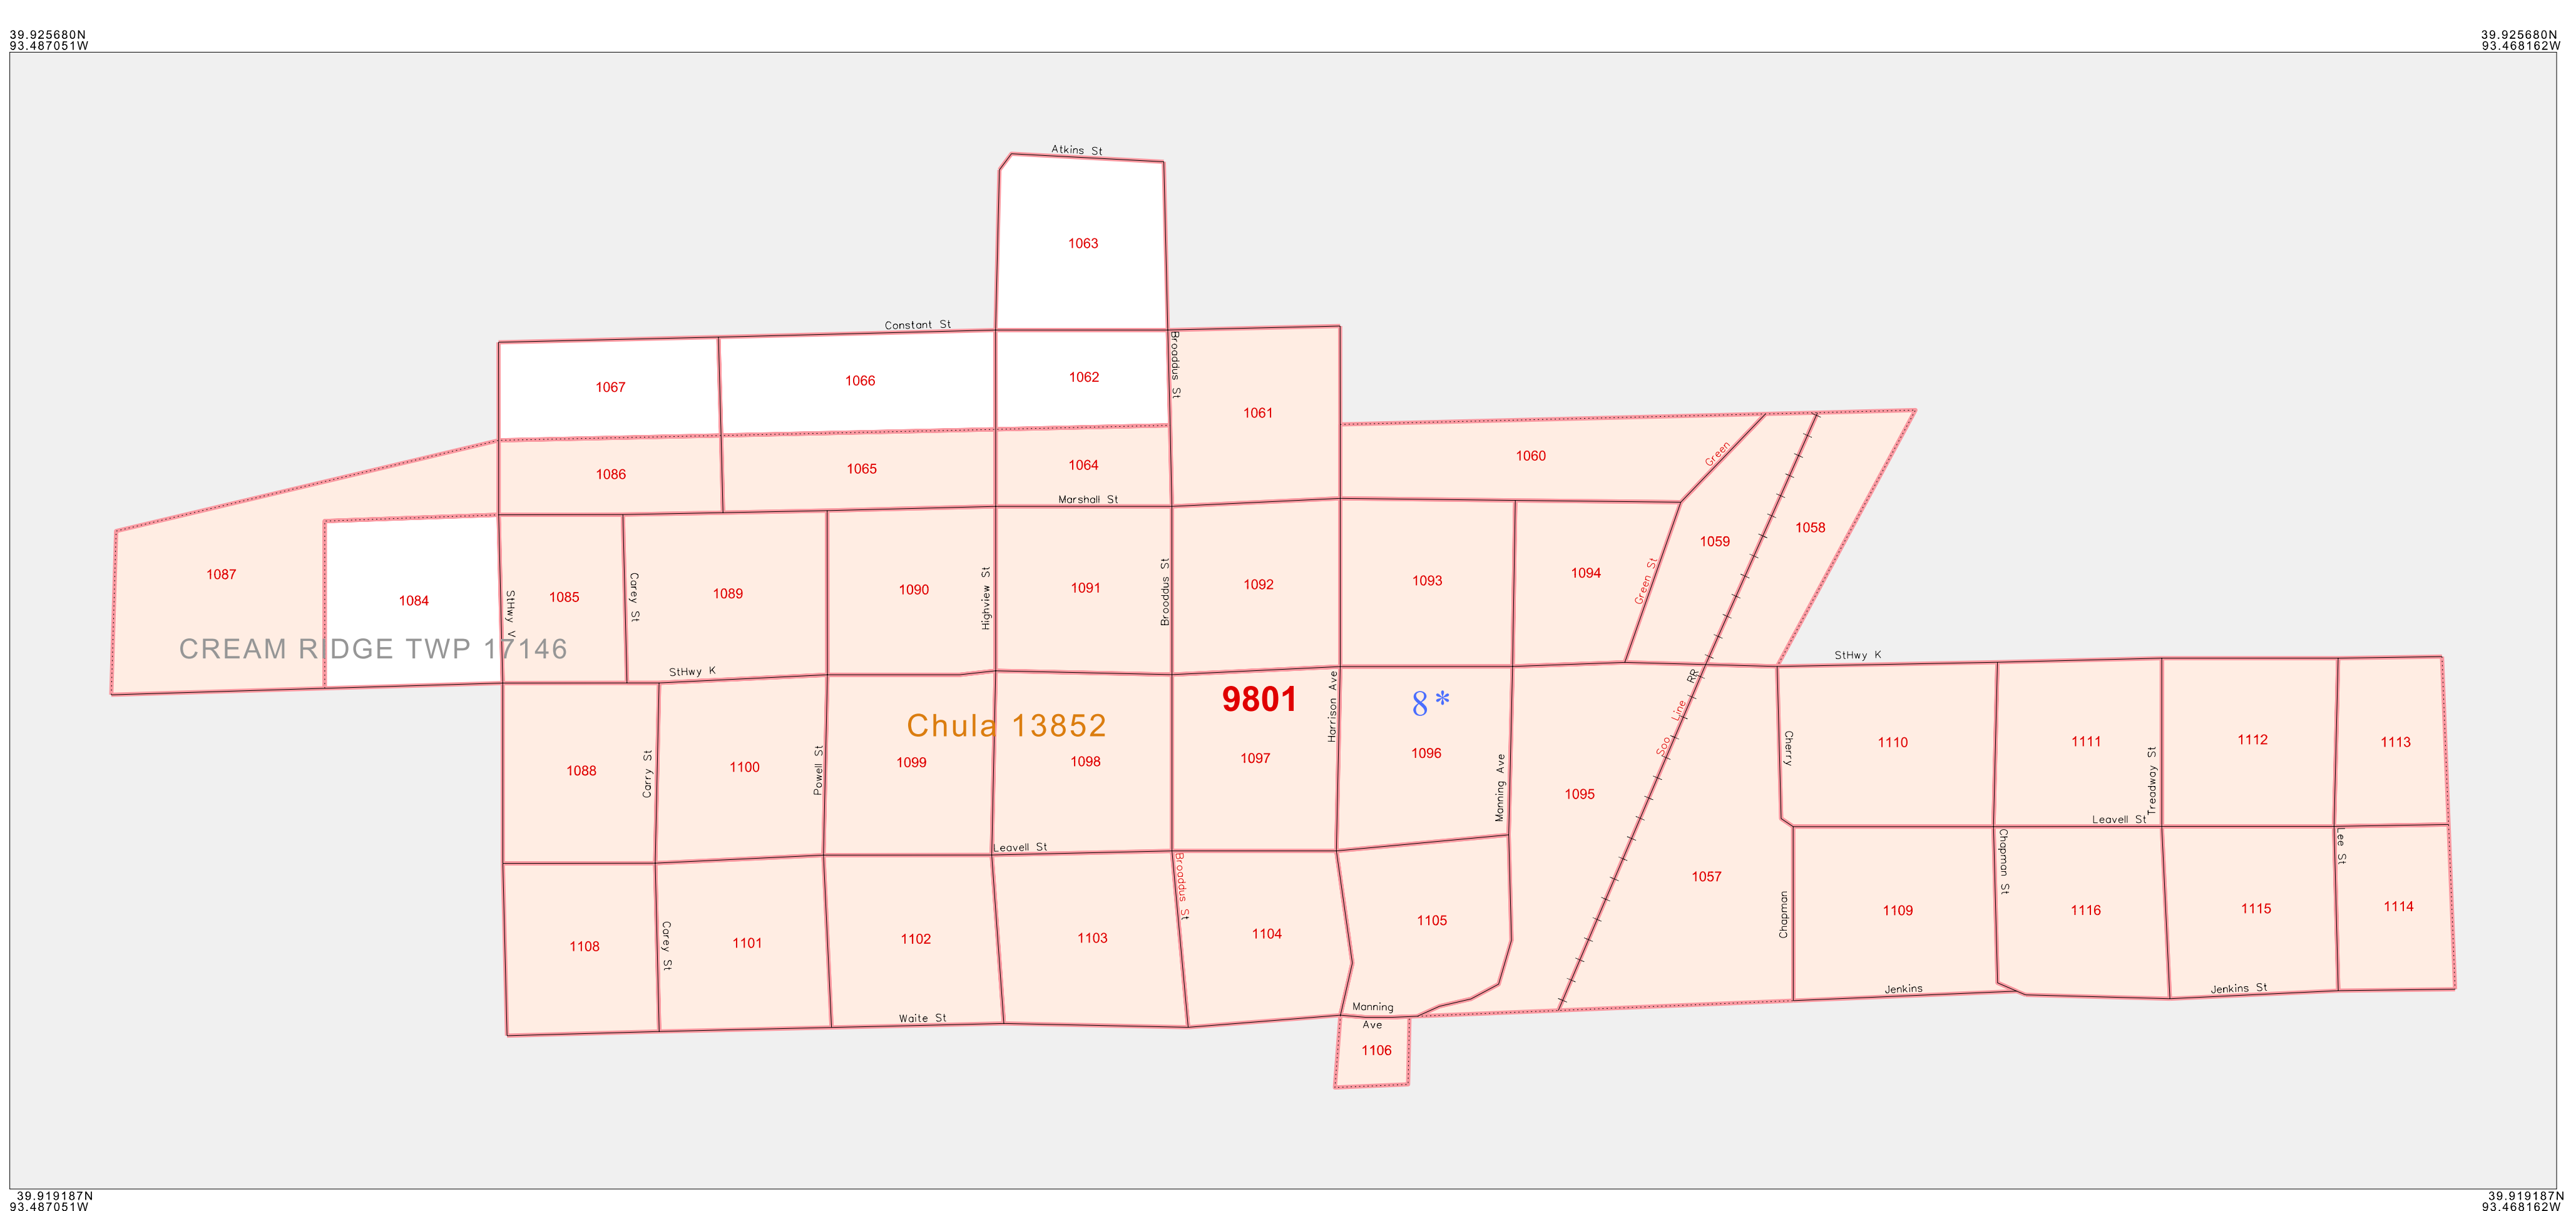 39.925680N
93.487051W
39.925680N
93.468162W
Atkins St
1063
Constant St
Broddus St
1067
1066
1062
1061
1086
1065
1064
1060
Green
Marshall St
1059
1058
1087
1084
StHwy V
1085
Carey St
1089
1090
Highview St
1091
Brooddus St
1092
1093
1094
Green St
CREAM RIDGE TWP 17146
StHwy K
StHwy K
9801
8*
Chula 13852
Harrison Ave
Soo Line RR
1088
Carry St
1100
Powell St
1099
1098
1097
1096
Manning Ave
1095
Cherry
1110
1111
Treadway St
1112
1113
Leavell St
Leavell St
1057
Broaddus St
Chapman St
Lee St
1108
Corey St
1101
1102
1103
1104
1105
Chapman
1109
1116
1115
1114
Jenkins
Jenkins St
Waite St
Manning
Ave
1106
39.919187N
93.487051W
39.919187N
93.468162W